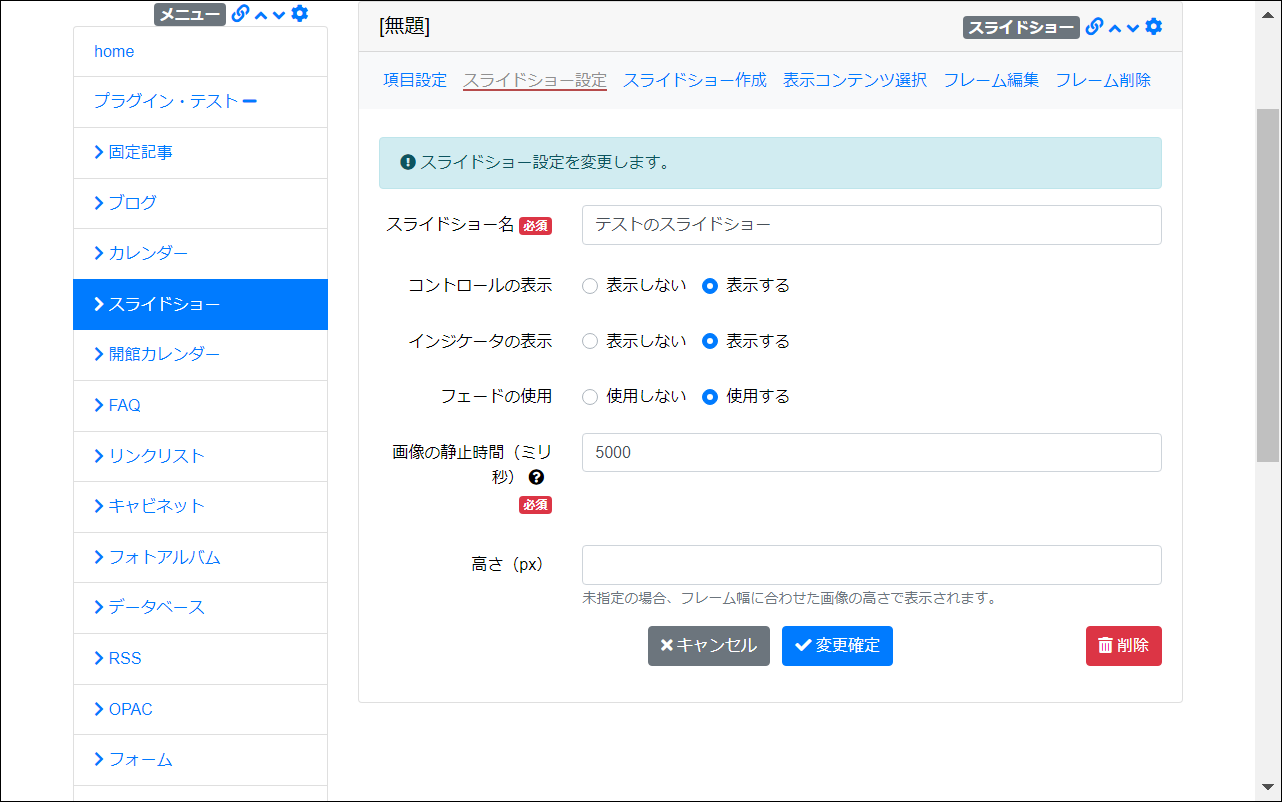 メニュー
home
プラグイン・テスト
固定記事
ブログ
カレンダー
スライドショー
開館カレンダー
FAQ
リンクリスト
キャビネット
フォトアルバム
データベース
RSS
OPAC
フォーム
[無題]
スライドショー
項目設定 スライドショー設定 スライドショー作成 表示コンテンツ選択 フレーム編集 フレーム削除
スライドショー設定を変更します。
スライドショー名 必須 テストのスライドショー
コントロールの表示 表示しない 表示する
インジケータの表示 表示しない 表示する
フェードの使用 使用しない 使用する
画像の静止時間（ミリ 5000
秒）
必須
高さ（px）
未指定の場合、フレーム幅に合わせた画像の高さで表示されます。
キャンセル 変更確定 削除